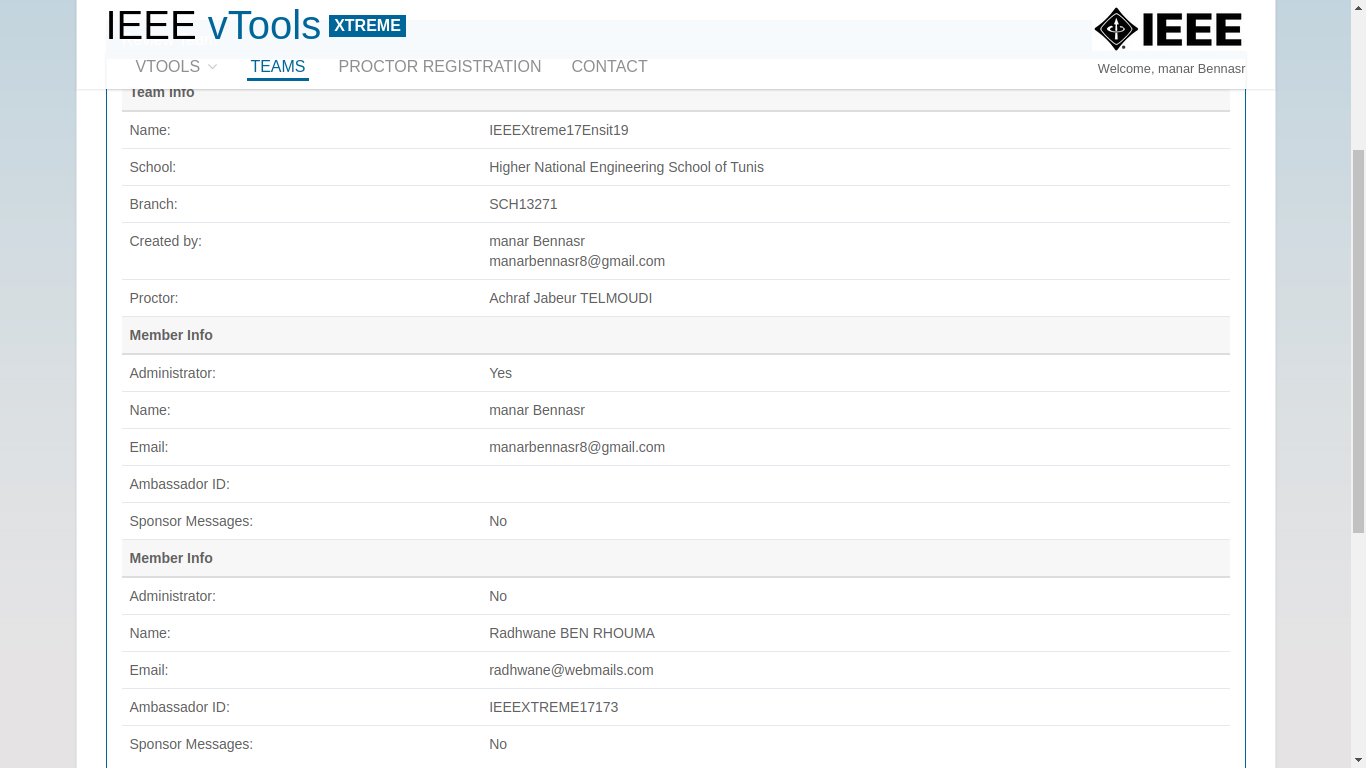 IEEE vTools XTREME
IEEE
VTOOLS TEAMS PROCTOR REGISTRATION CONTACT
Welcome, manar Bennasr
Team Info
Name: IEEEXtreme17Ensit19
School: Higher National Engineering School of Tunis
Branch: SCH13271
Created by: manar Bennasr
manarbennasr8@gmail.com
Proctor: Achraf Jabeur TELMOUDI
Member Info
Administrator: Yes
Name: manar Bennasr
Email: manarbennasr8@gmail.com
Ambassador ID:
Sponsor Messages: No
Member Info
Administrator: No
Name: Radhwane BEN RHOUMA
Email: radhwane@webmails.com
Ambassador ID: IEEEXTREME17173
Sponsor Messages: No